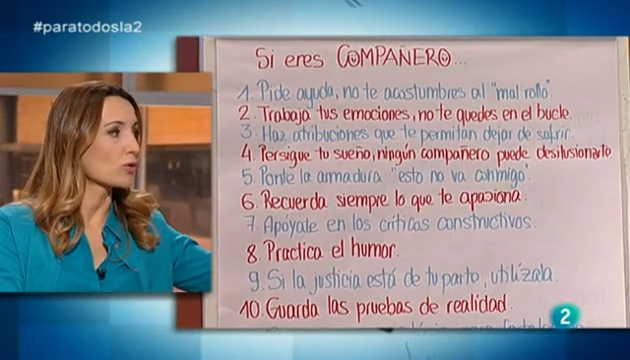 #paratodosla2
Si eres COMPAÑERO...
1. Pide ayuda, no te acostumbres al "mal rollo".
2. Trabaja tus emociones, no te quedes en el bucle.
3. Haz atribuciones que te permitan dejar de sufrir.
4. Persigue tu sueño, ningún compañero puede desilusionarte
5. Ponte la armadura "esto no va conmigo".
6. Recuerda siempre lo que te apasiona.
7. Apóyate en los críticas constructivas.
8. Practica el humor.
9. Si la justicia está de tu parte, utilízala.
10. Guarda las pruebas de realidad.
2